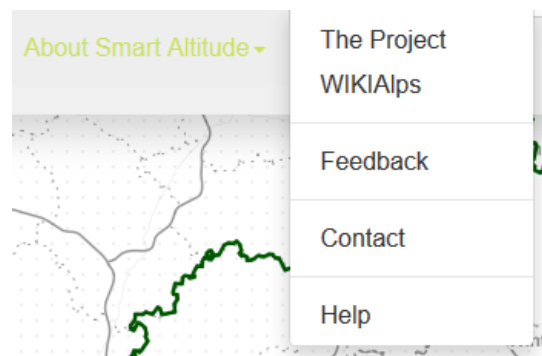 About Smart Altitude
The Project
WIKIAlps
Feedback
Contact
Help